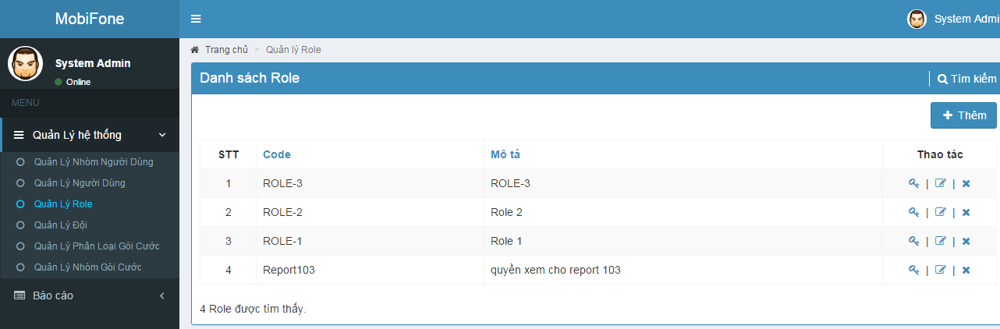 MobiFone
System Admi
System Admin
Online
MENU
Quản Lý hệ thống
Quản Lý Nhóm Người Dùng
Quản Lý Người Dùng
Quản Lý Role
Quản Lý Đội
Quản Lý Phân Loại Gói Cước
Quản Lý Nhóm Gói Cước
Báo cáo
Trang chủ > Quản lý Role
Danh sách Role
Tìm kiếm
Thêm
STT Code Mô tả Thao tác
1 ROLE-3 ROLE-3 | |
2 ROLE-2 Role 2 | |
3 ROLE-1 Role 1 | |
4 Report103 quyền xem cho report 103 | |
4 Role được tìm thấy.